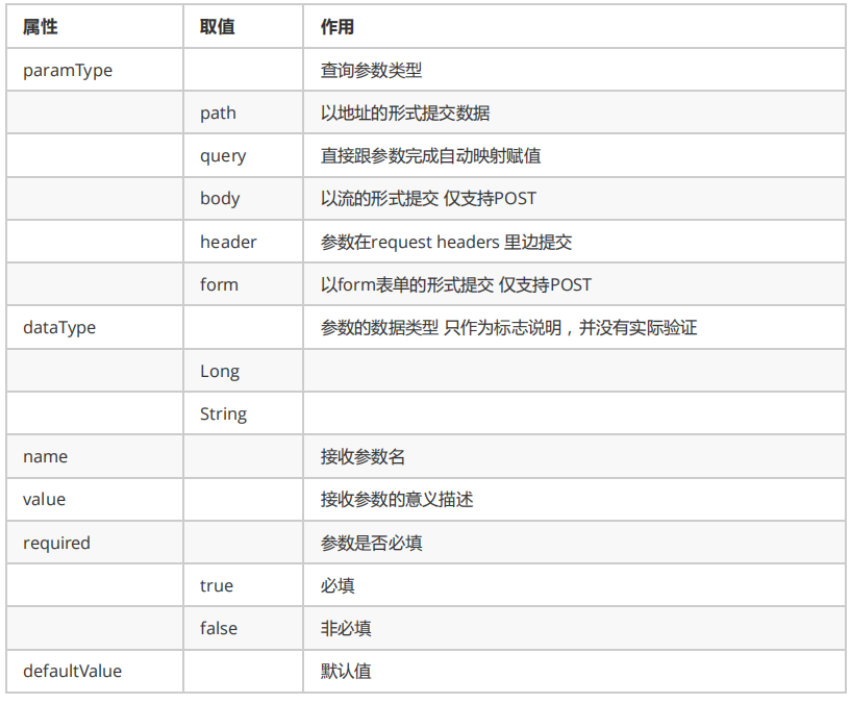 属性 取值 作用
paramType 查询参数类型
path 以地址的形式提交数据
query 直接跟参数完成自动映射赋值
body 以流的形式提交 仅支持POST
header 参数在request headers 里边提交
form 以form表单的形式提交 仅支持POST
dataType 参数的数据类型 只作为标志说明，并没有实际验证
Long
String
name 接收参数名
value 接收参数的意义描述
required 参数是否必填
true 必填
false 非必填
defaultValue 默认值